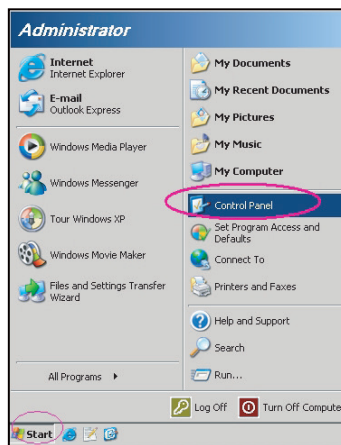 Administrator
Internet
Internet Explorer
E-mail
Outlook Express
Windows Media Player
Windows Messenger
Tour Windows XP
Windows Movie Maker
Files and Settings Transfer
Wizard
All Programs
My Documents
My Recent Documents
My Pictures
My Music
My Computer
Control Panel
Set Program Access and
Defaults
Connect To
Printers and Faxes
Help and Support
Search
Run...
Log Off
Turn Off Compute
Start